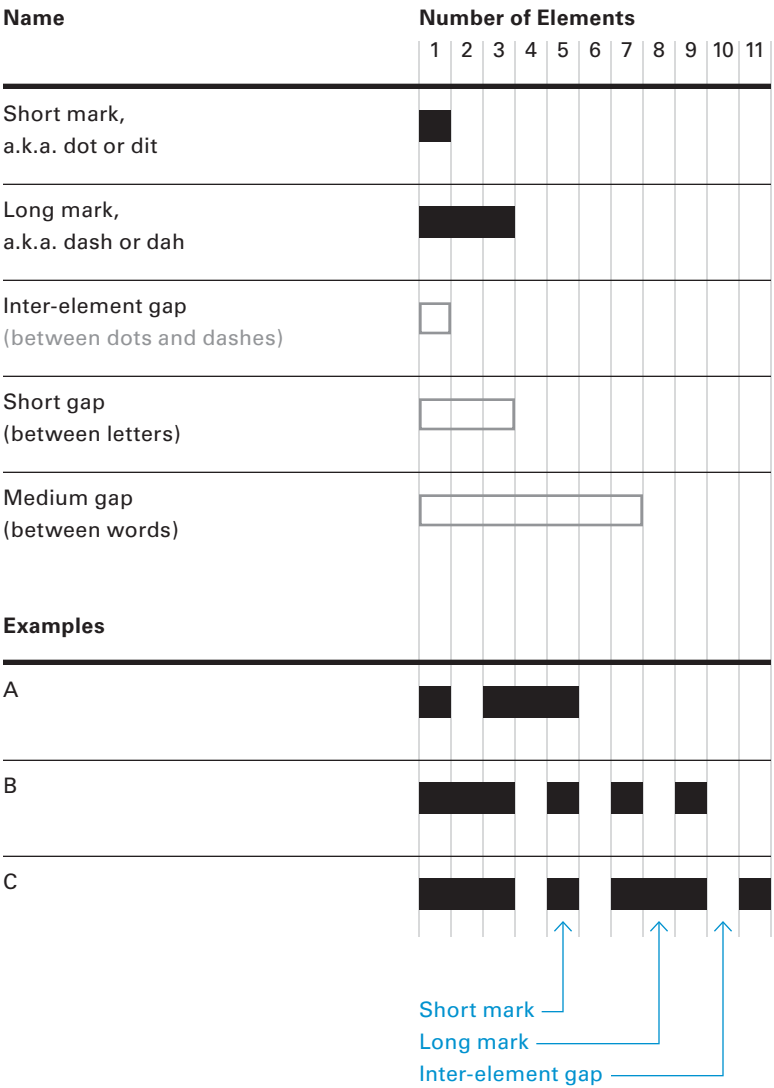 Name Number of Elements
1 2 3 4 5 6 7 8 9 10 11
Short mark,
a.k.a. dot or dit
Long mark,
a.k.a. dash or dah
Inter-element gap
(between dots and dashes)
Short gap
(between letters)
Medium gap
(between words)
Examples
A
B
C
Short mark
Long mark
Inter-element gap